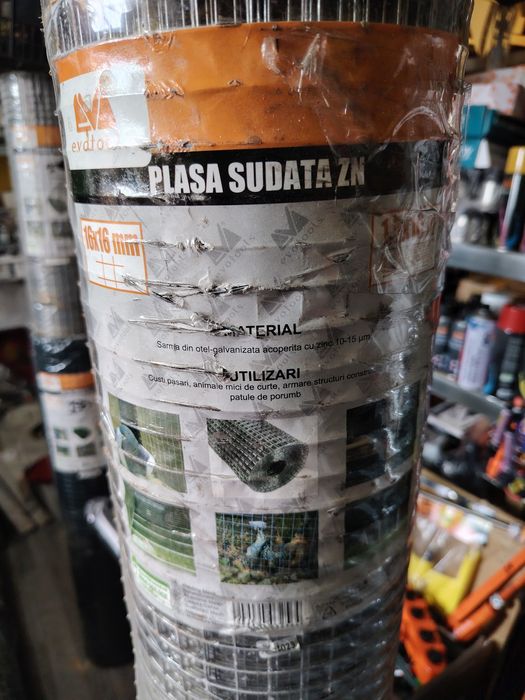 PLASA SUDATA ZN
16x16 mm
MATERIAL
Sarma din otel-galvanizata acoperita cu zinc 10-15 µm
UTILIZARI
Custi pasari, animale mici de curte, armare structuri
patule de porumb